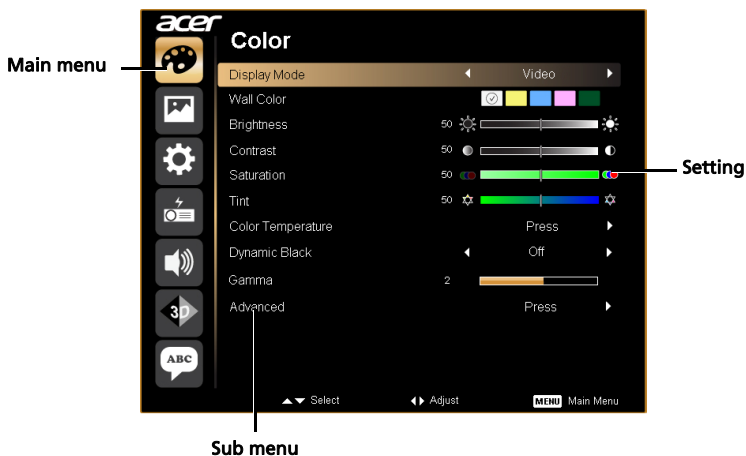 acer
Color
Main menu
Display Mode Video
Wall Color
Brightness 50
Contrast 50
Saturation 50
Setting
Tint 50
Color Temperature Press
Dynamic Black Off
Gamma 2
3D
Advanced Press
ABC
Select Adjust MENU Main Menu
Sub menu